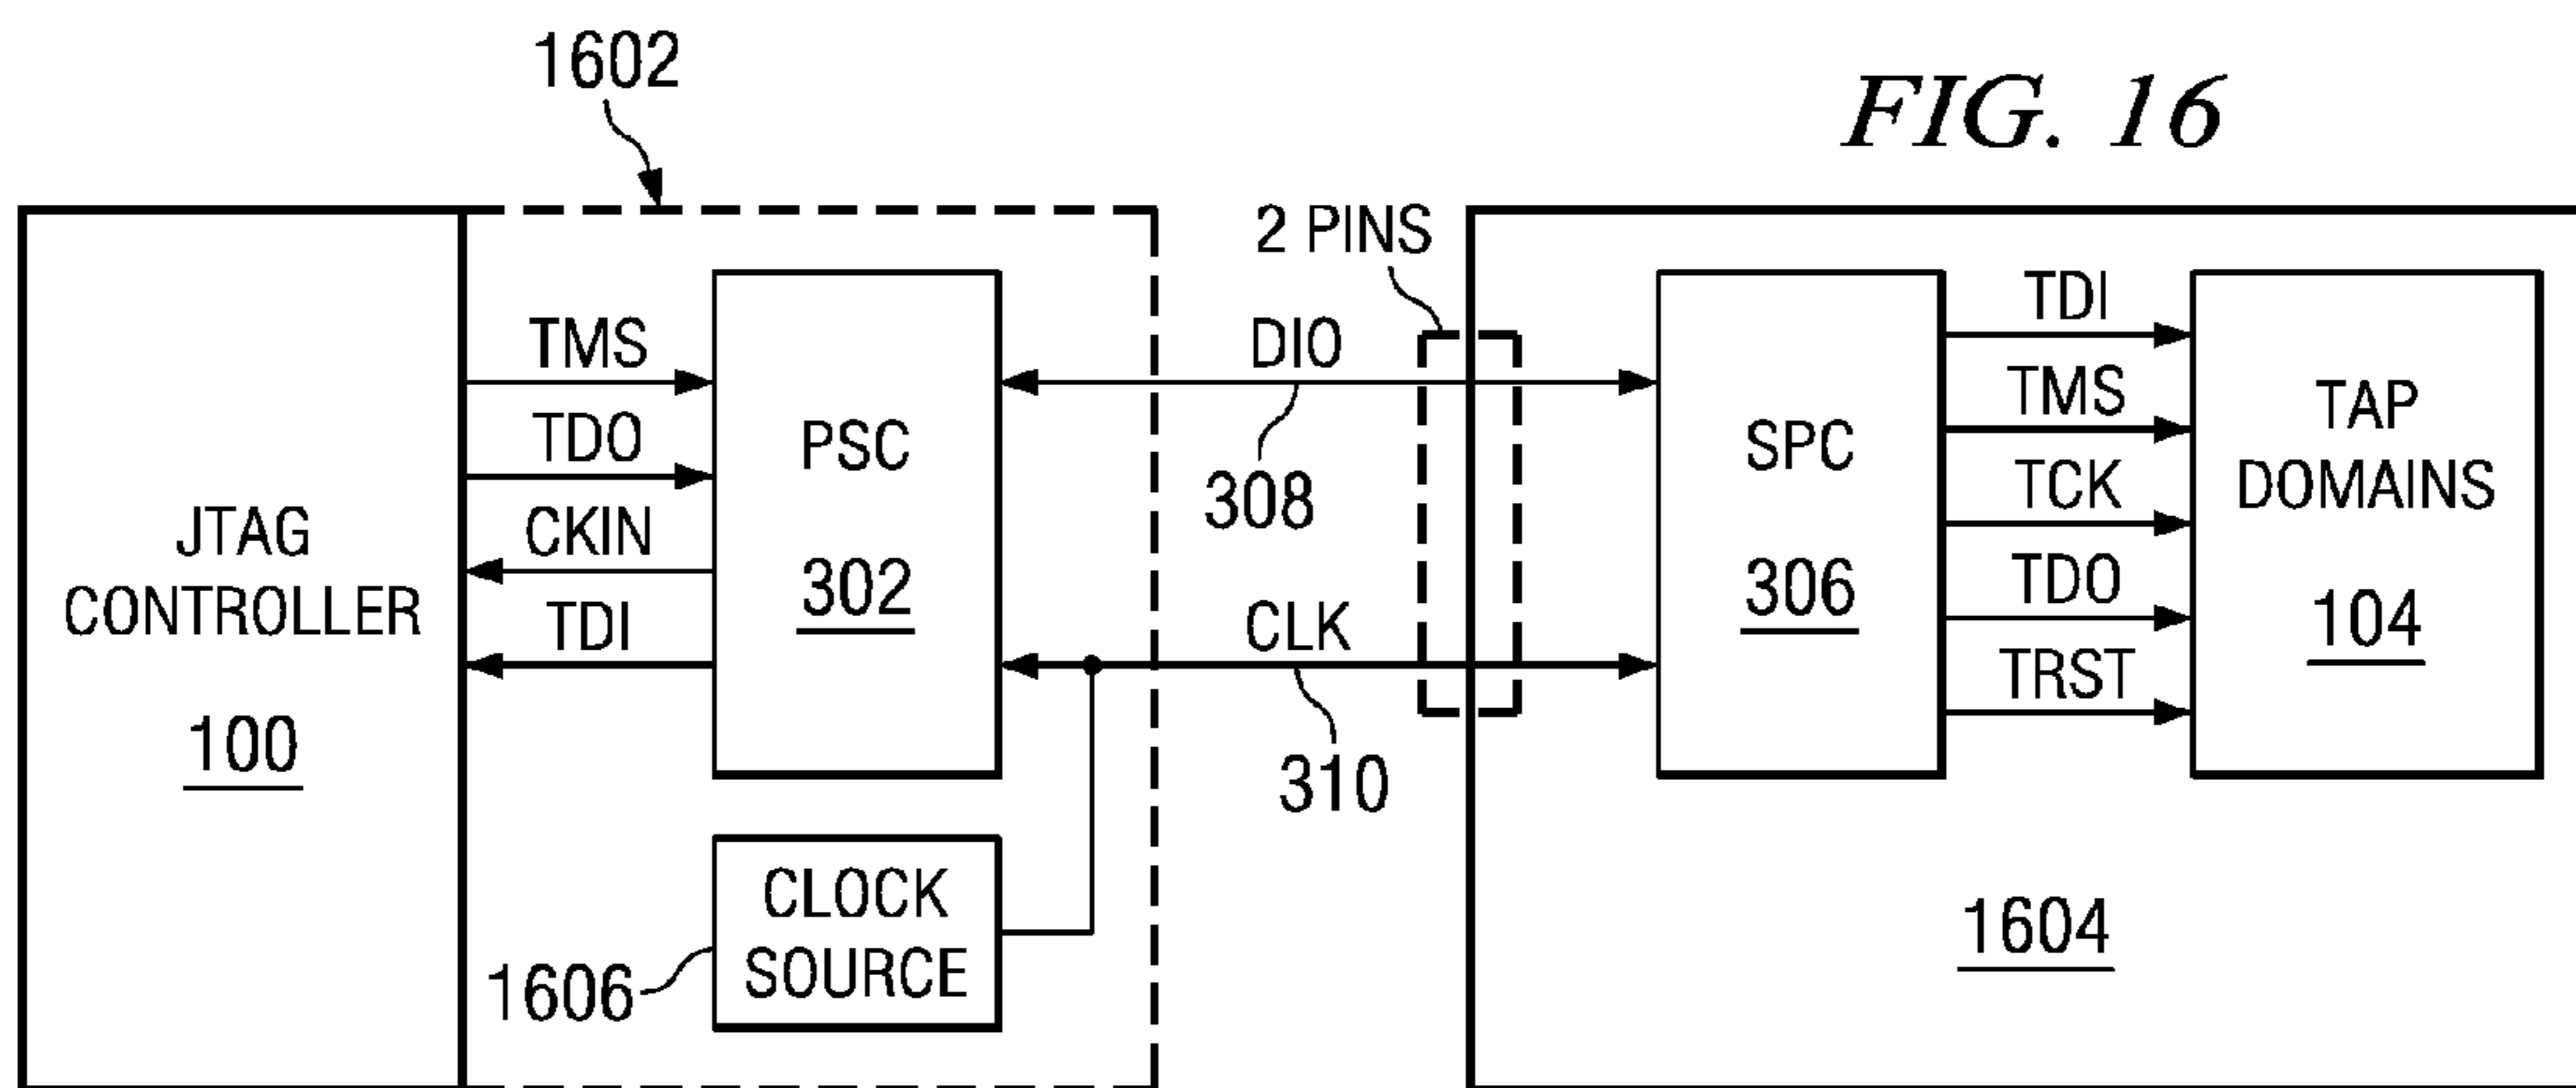 FIG. 16
1602
JTAG
CONTROLLER
100
TMS
TDO
CKIN
TDI
PSC
302
CLOCK
SOURCE
1606
DIO
308
CLK
310
2 PINS
SPC
306
TDI
TMS
TCK
TDO
TRST
TAP
DOMAINS
104
1604